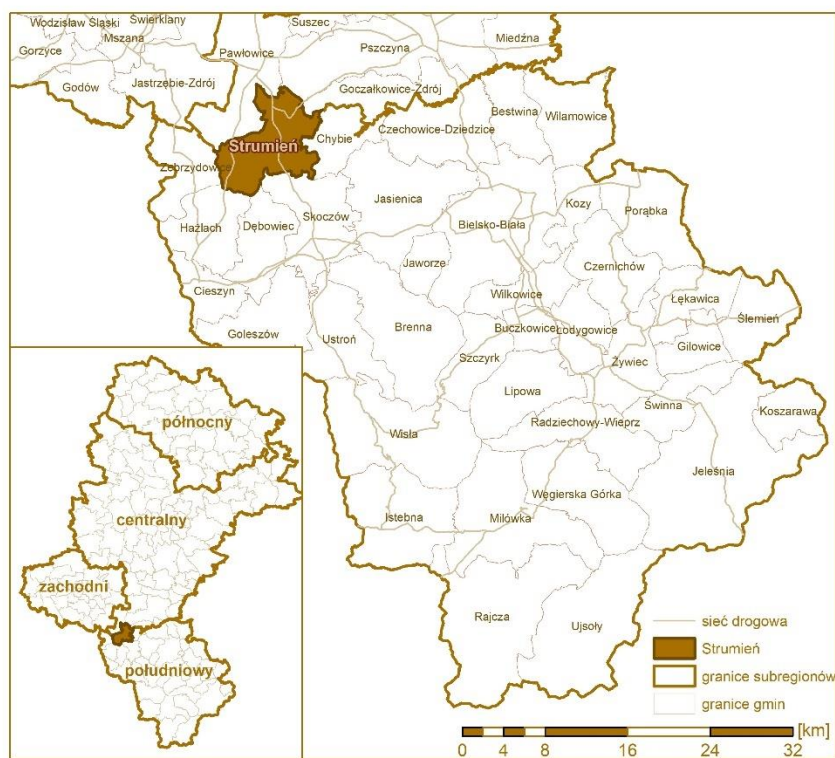 Wodzisław Śląski
Świerklany
Suszec
Mszana
Gorzyce
Pawłowice
Pszczyna
Miedźna
Godów
Jastrzębie-Zdrój
Goczałkowice-Zdrój
Bestwina
Wilamowice
Strumień
Chybie
Czechowice-Dziedzice
Zebrzydowice
Jasienica
Kozy
Porąbka
Hażlach
Dębowiec
Skoczów
Bielsko-Biała
Jaworze
Czernichów
Cieszyn
Wilkowice
Łękawica
Goleszów
Ustroń
Brenna
Buczkowice
Łodygowice
Ślemień
Szczyrk
Żywiec
Gilowice
Lipowa
Świnna
Koszarawa
Wisła
Radziechowy-Wieprz
Jeleśnia
Węgierska Górka
Istebna
Milówka
Rajcza
Ujsoły
północny
centralny
zachodni
południowy
sieć drogowa
Strumień
granice subregionów
granice gmin
[km]
0 4 8 16 24 32